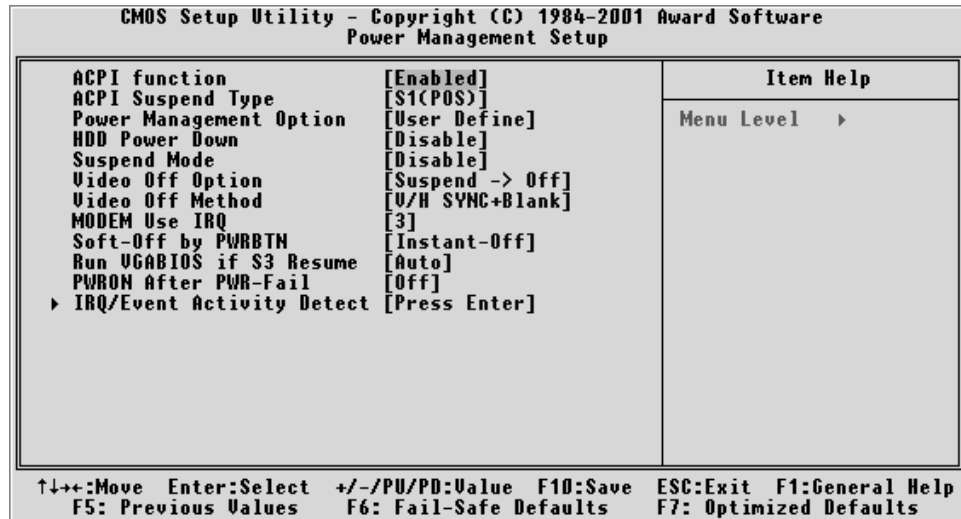 CMOS Setup Utility - Copyright (C) 1984-2001 Award Software
Power Management Setup
ACPI function [Enabled]
ACPI Suspend Type [S1(POS)]
Power Management Option [User Define]
HDD Power Down [Disable]
Suspend Mode [Disable]
Video Off Option [Suspend -> Off]
Video Off Method [V/H SYNC+Blank]
MODEM Use IRQ [3]
Soft-Off by PWRBTN [Instant-Off]
Run VGABIOS if S3 Resume [Auto]
PWRON After PWR-Fail [Off]
▸ IRQ/Event Activity Detect [Press Enter]
Item Help
Menu Level ▸
↑↓→←:Move Enter:Select +/-/PU/PD:Value F10:Save ESC:Exit F1:General Help
F5: Previous Values F6: Fail-Safe Defaults F7: Optimized Defaults